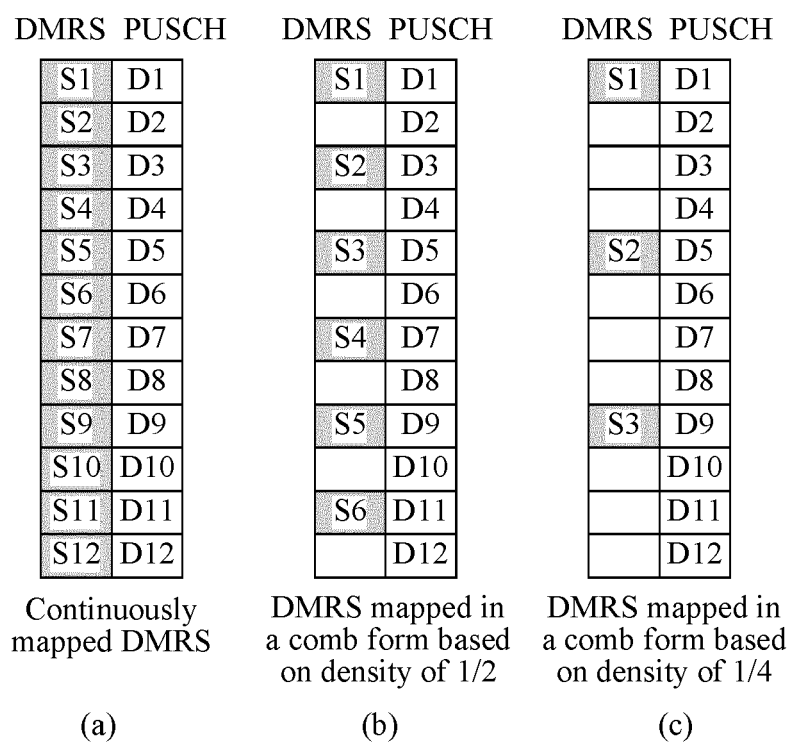 DMRS PUSCH DMRS PUSCH DMRS PUSCH
S1 D1 S1 D1 S1 D1
S2 D2 D2 D2
S3 D3 S2 D3 D3
S4 D4 D4 D4
S5 D5 S3 D5 S2 D5
S6 D6 D6 D6
S7 D7 S4 D7 D7
S8 D8 D8 D8
S9 D9 S5 D9 S3 D9
S10 D10 D10 D10
S11 D11 S6 D11 D11
S12 D12 D12 D12
Continuously
mapped DMRS
DMRS mapped in
a comb form based
on density of 1/2
DMRS mapped in
a comb form based
on density of 1/4
(a) (b) (c)